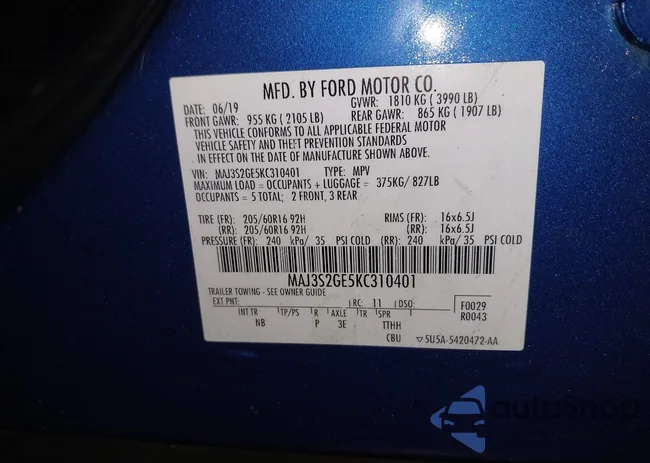 MFD. BY FORD MOTOR CO.
DATE: 06/19 GVWR: 1810 KG ( 3990 LB)
FRONT GAWR: 955 KG ( 2105 LB) REAR GAWR: 865 KG ( 1907 LB)
THIS VEHICLE CONFORMS TO ALL APPLICABLE FEDERAL MOTOR
VEHICLE SAFETY AND THEFT PREVENTION STANDARDS
IN EFFECT ON THE DATE OF MANUFACTURE SHOWN ABOVE.
VIN: MAJ3S2GE5KC310401 TYPE: MPV
MAXIMUM LOAD = OCCUPANTS + LUGGAGE = 375KG/ 827LB
OCCUPANTS = 5 TOTAL; 2 FRONT, 3 REAR
TIRE (FR): 205/60R16 92H RIMS (FR): 16x6.5J
(RR): 205/60R16 92H (RR): 16x6.5J
PRESSURE (FR): 240 kPa/ 35 PSI COLD (RR): 240 kPa/ 35 PSI COLD
MAJ3S2GE5KC310401
TRAILER TOWING - SEE OWNER GUIDE
EXT PNT: RC: 11 DSO: F0029
R0043
INT TR TP/PS R AXLE TR SPR
NB P 3E TTHH
CBU 5U5A-5420472-AA
autoShop